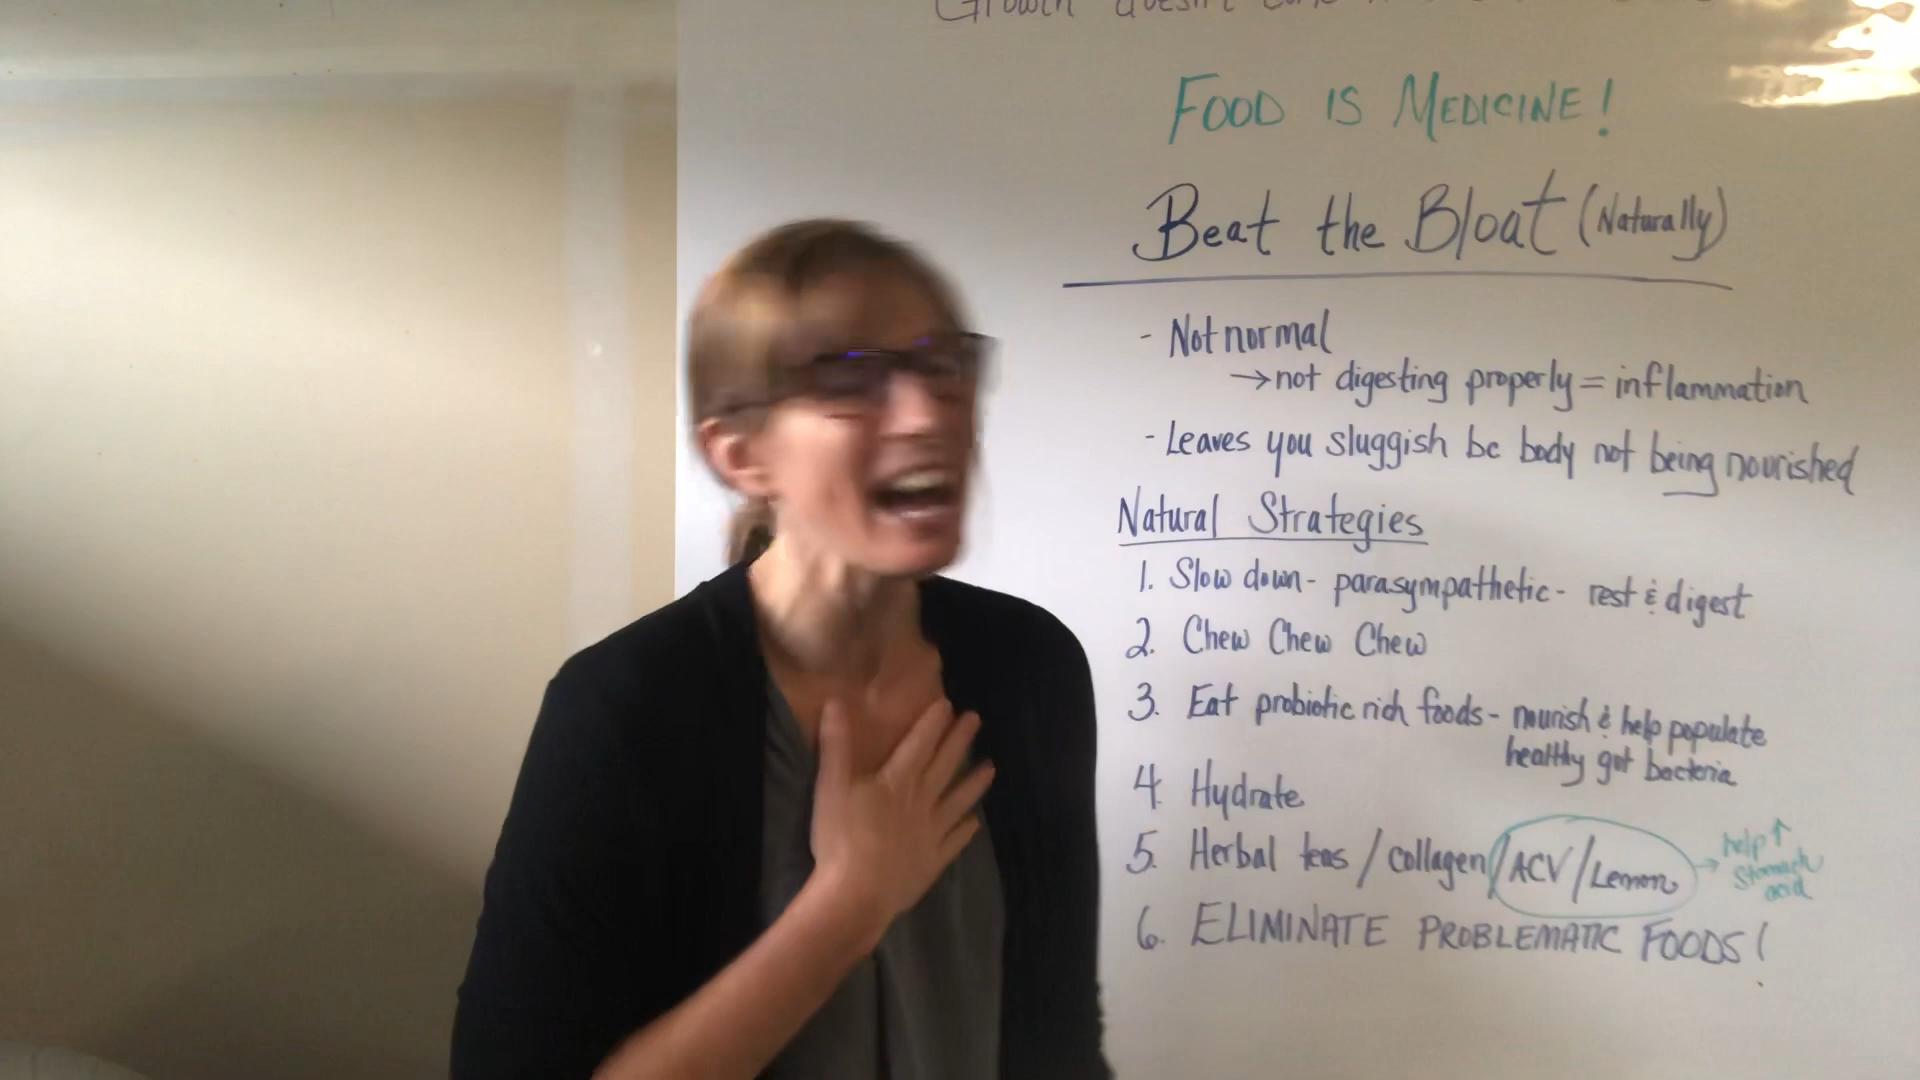 Growth doesn't
FOOD IS MEDICINE!
Beat the Bloat (Naturally)
- Not normal
→ not digesting properly = inflammation
- Leaves you sluggish bc body not being nourished
Natural Strategies
1. Slow down - parasympathetic - rest & digest
2. Chew Chew Chew
3. Eat probiotic rich foods - nourish & help populate
healthy gut bacteria
4. Hydrate
5. Herbal teas / collagen / ACV / Lemon → help ↑
stomach
acid
6. ELIMINATE PROBLEMATIC FOODS!